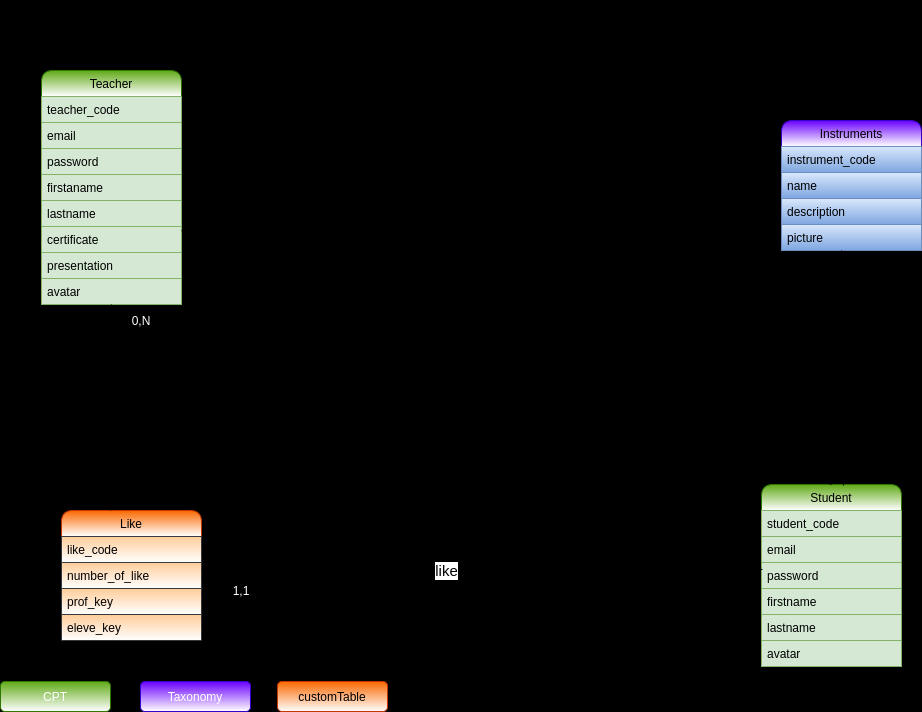 Teacher
teacher_code
email
password
firstaname
lastname
certificate
presentation
avatar
0,N
Instruments
instrument_code
name
description
picture
Like
like_code
number_of_like
prof_key
eleve_key
1,1
like
Student
student_code
email
password
firstname
lastname
avatar
CPT
Taxonomy
customTable